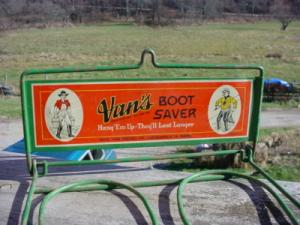 Van's BOOT
SAVER
Hang 'Em Up-They'll Last Longer